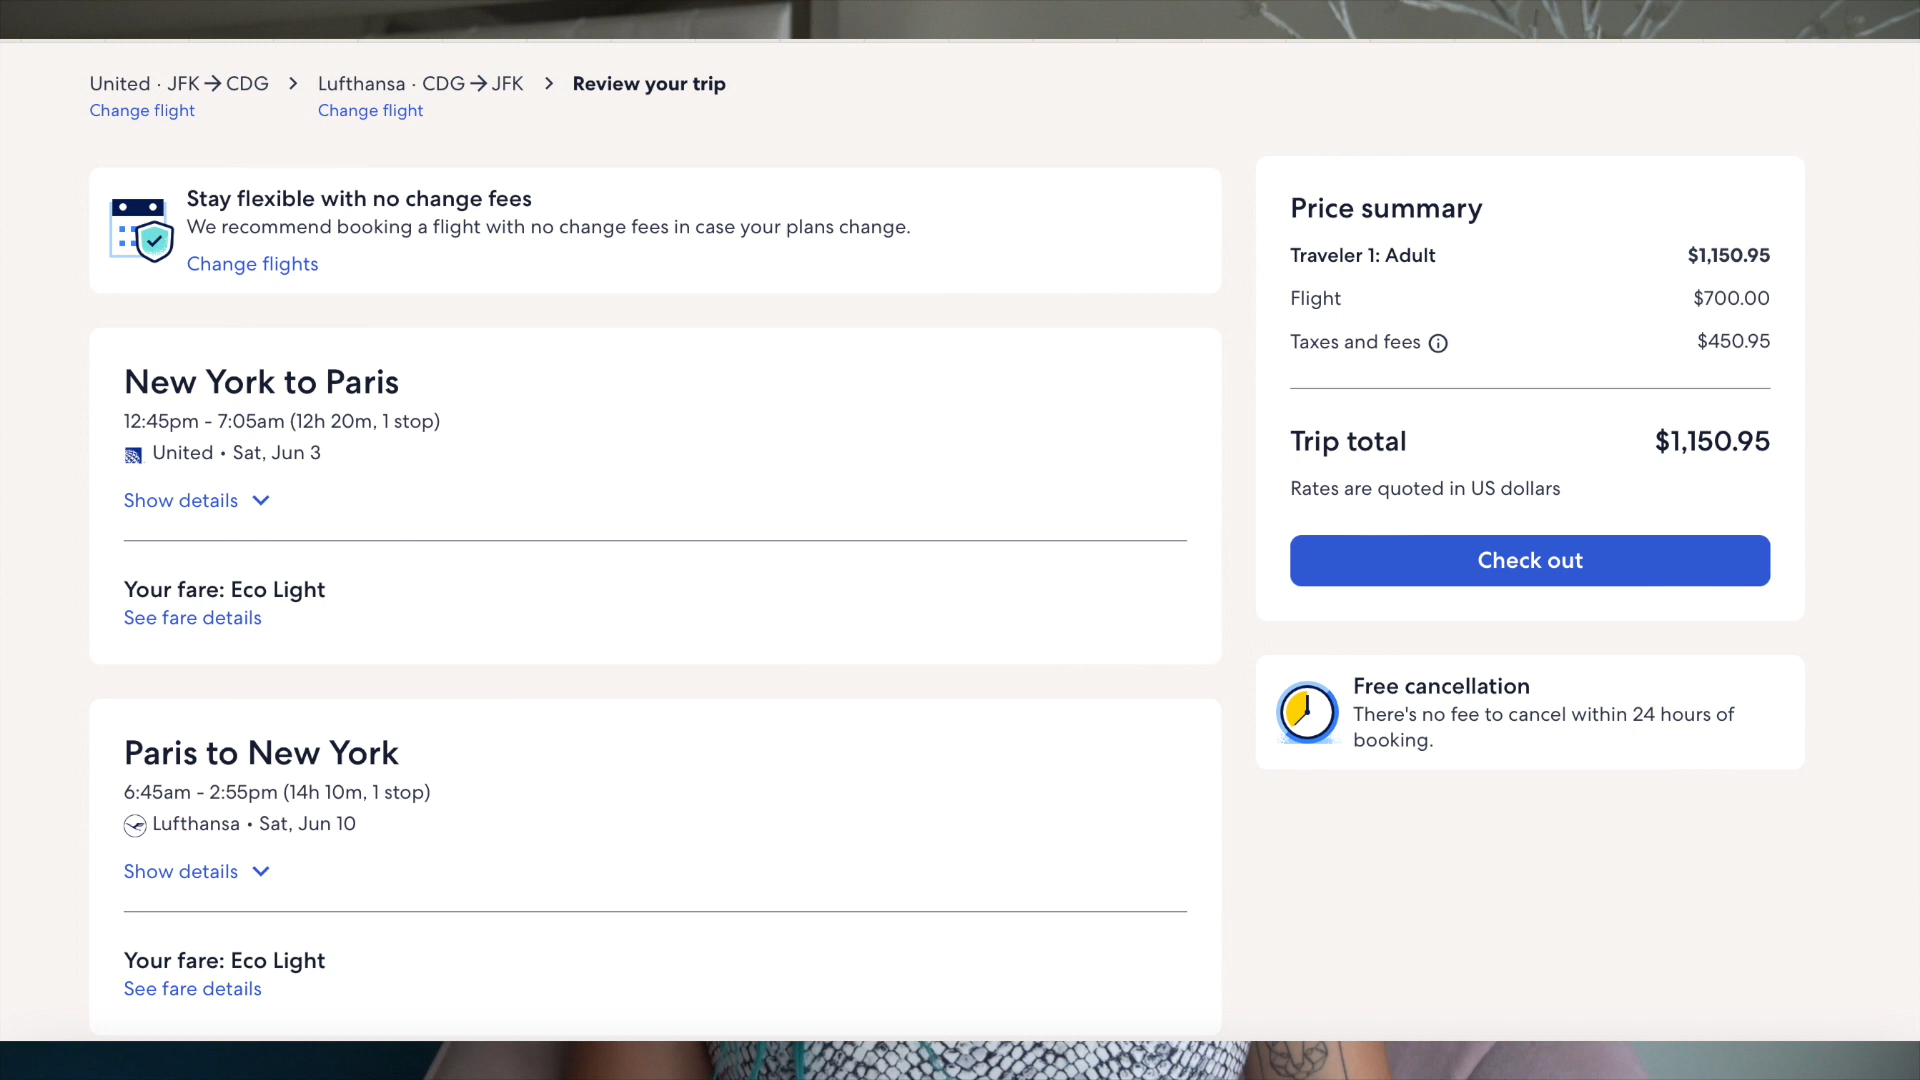 United · JFK → CDG > Lufthansa · CDG → JFK > Review your trip
Change flight Change flight
Stay flexible with no change fees
We recommend booking a flight with no change fees in case your plans change.
Change flights
New York to Paris
12:45pm - 7:05am (12h 20m, 1 stop)
United • Sat, Jun 3
Show details
Your fare: Eco Light
See fare details
Paris to New York
6:45am - 2:55pm (14h 10m, 1 stop)
Lufthansa • Sat, Jun 10
Show details
Your fare: Eco Light
See fare details
Price summary
Traveler 1: Adult $1,150.95
Flight $700.00
Taxes and fees $450.95
Trip total $1,150.95
Rates are quoted in US dollars
Check out
Free cancellation
There's no fee to cancel within 24 hours of
booking.